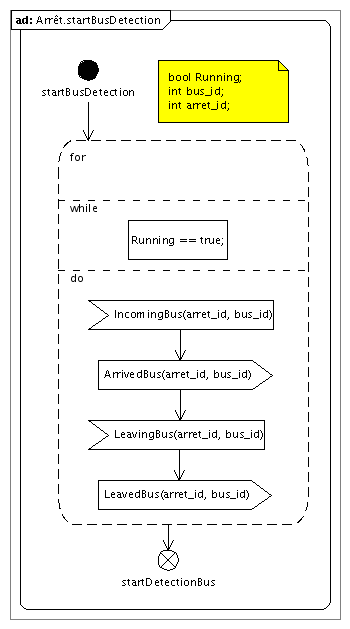 ad: Arrêt.startBusDetection
startBusDetection
bool Running;
int bus_id;
int arret_id;
for
while
Running == true;
do
IncomingBus(arret_id, bus_id)
ArrivedBus(arret_id, bus_id)
LeavingBus(arret_id, bus_id)
LeavedBus(arret_id, bus_id)
startDetectionBus